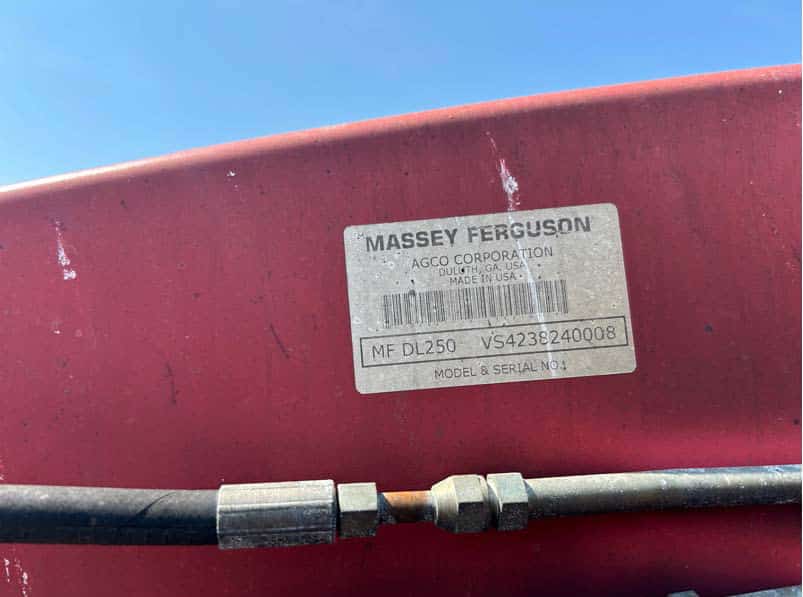 MASSEY FERGUSON
AGCO CORPORATION
DULUTH, GA, USA
MADE IN USA
MF DL250 VS4238240008
MODEL & SERIAL NO.